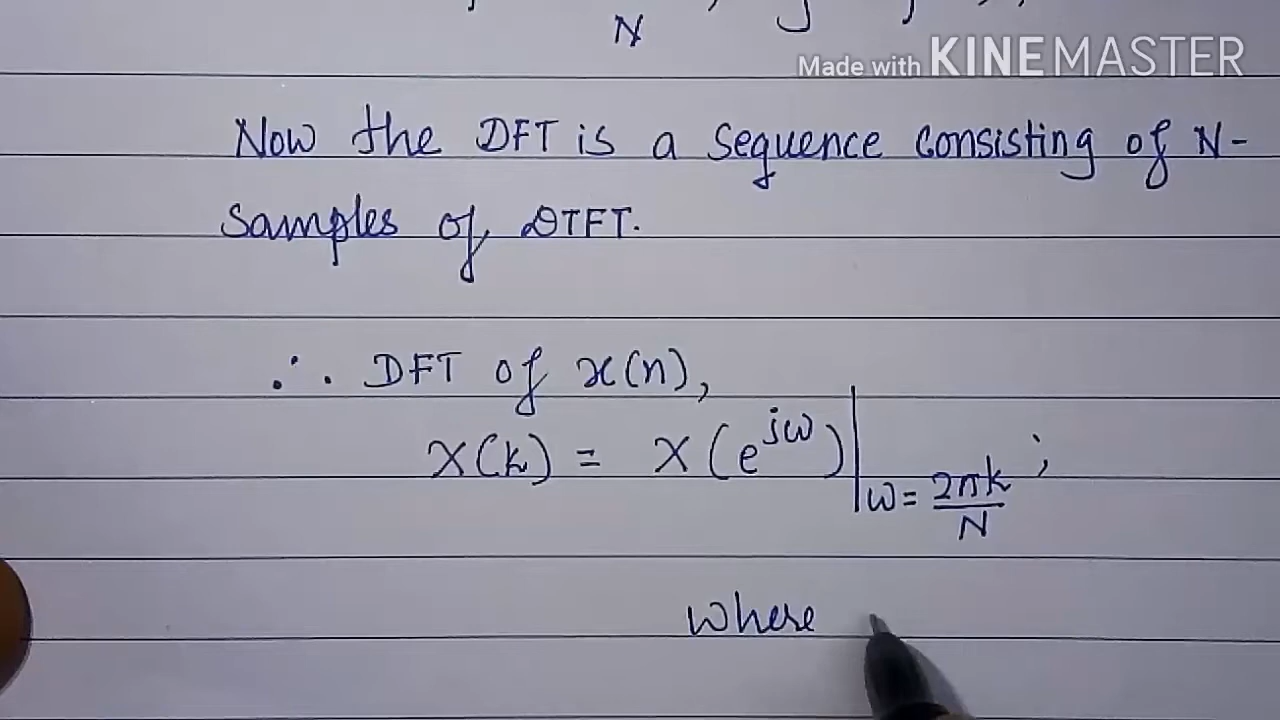 N
Made with KINEMASTER
Now the DFT is a sequence consisting of N-
samples of DTFT.
∴ DFT of x(n),
X(k) = X(e^jω)|ω = 2πk/N ;
where